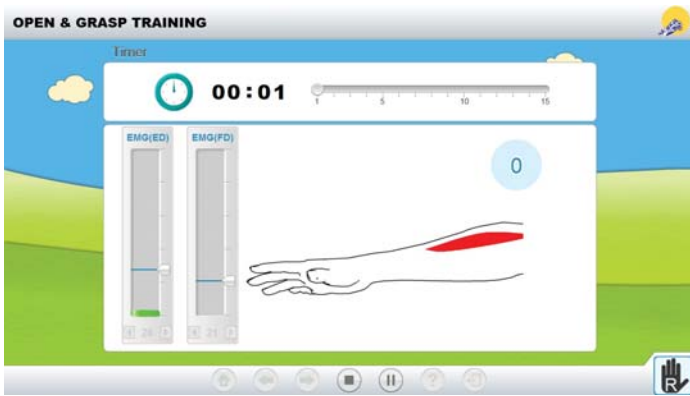 OPEN & GRASP TRAINING
Timer
00:01
1 5 10 15
EMG(ED) EMG(FD)
0
24 21
R